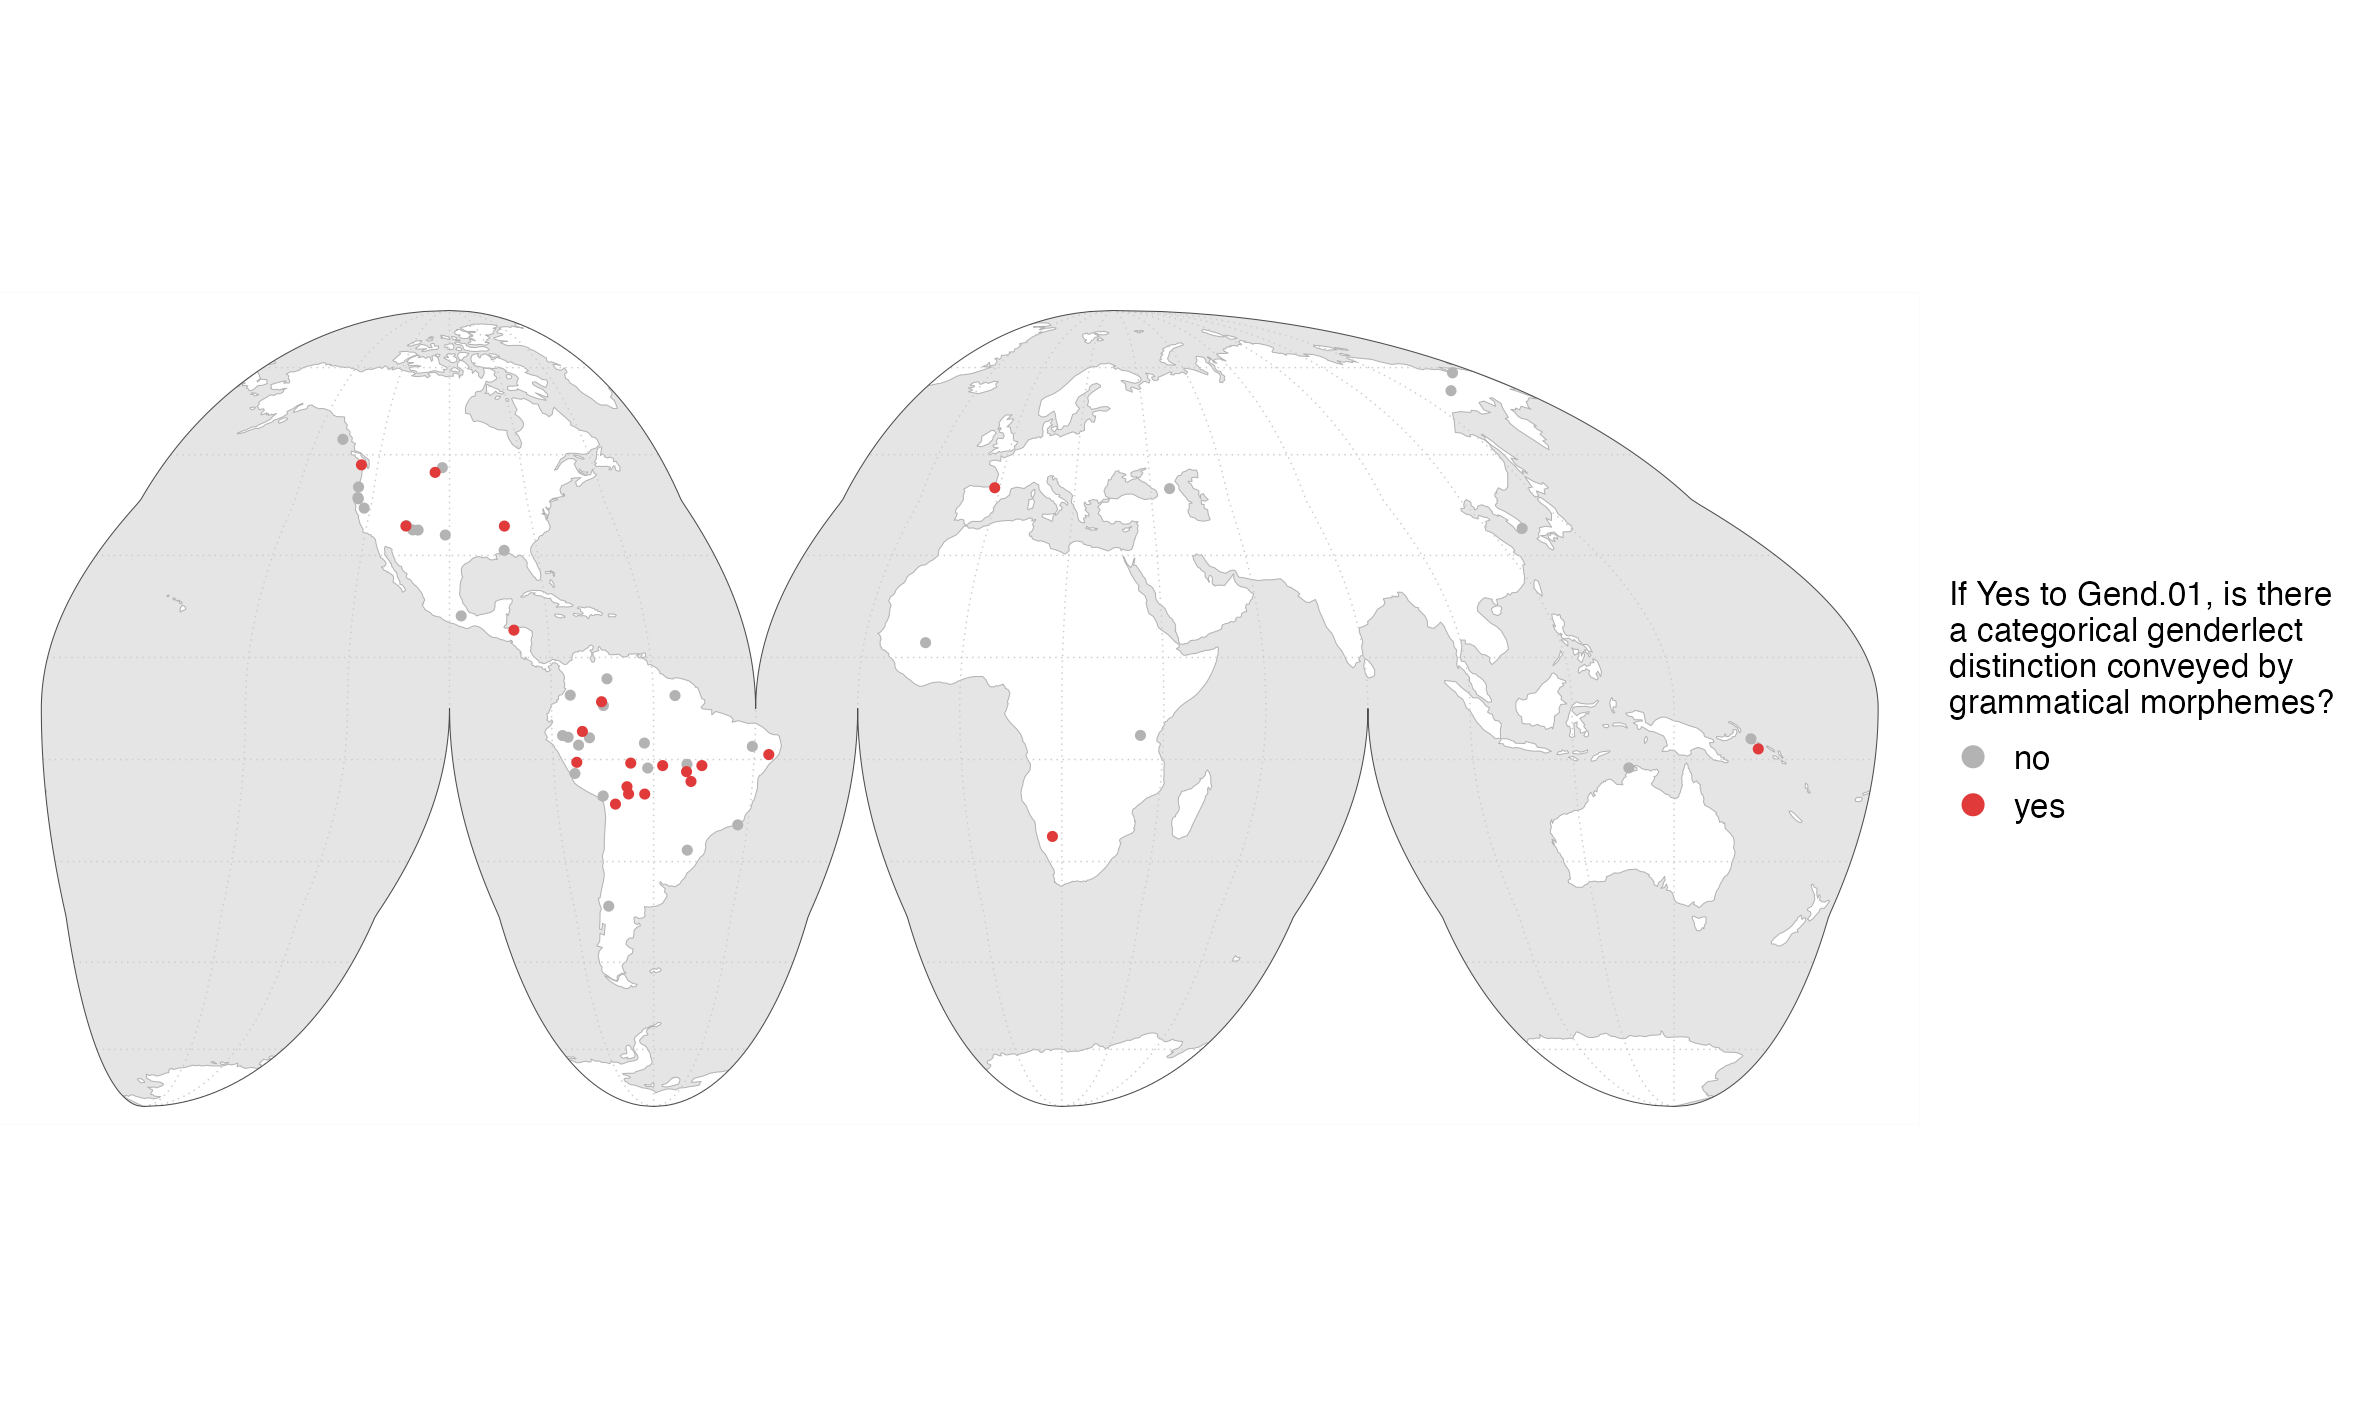 If Yes to Gend.01, is there
a categorical genderlect
distinction conveyed by
grammatical morphemes?
no
yes